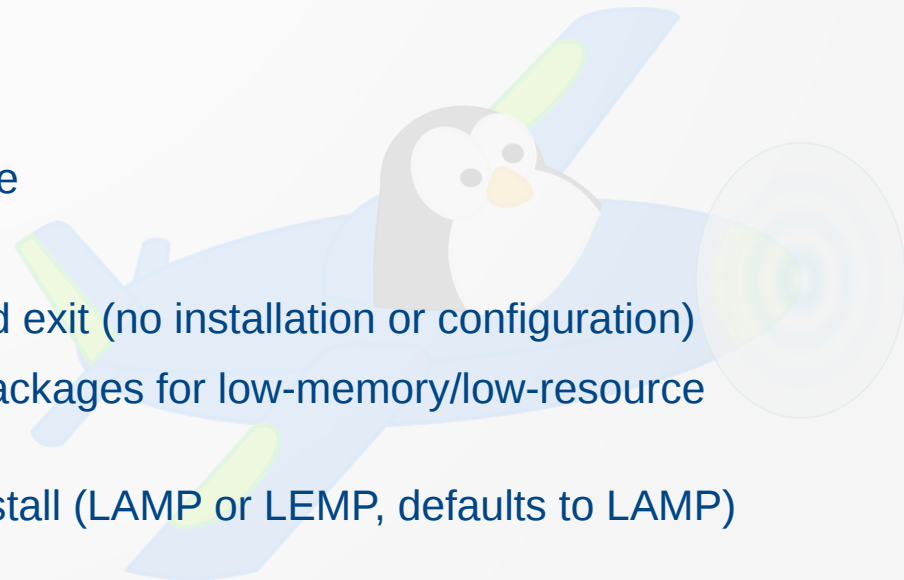 e
d exit (no installation or configuration)
ackages for low-memory/low-resource
stall (LAMP or LEMP, defaults to LAMP)